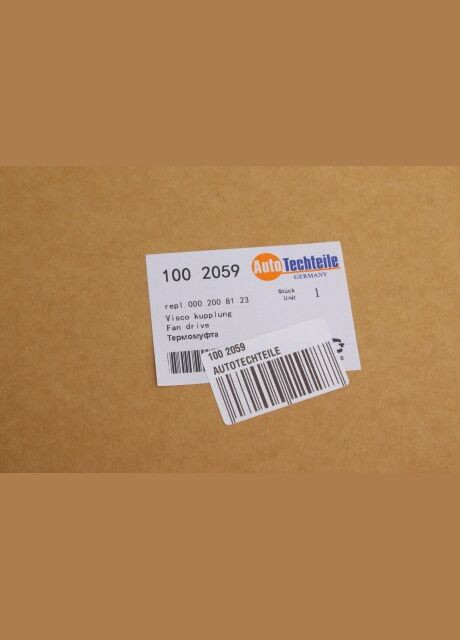 100 2059
AutoTechteile
GERMANY
repl.000 200 81 23
Stück
Unit
1
Visco kupplung
Fan drive
Термомуфта
100 2059
AUTOTECHTEILE